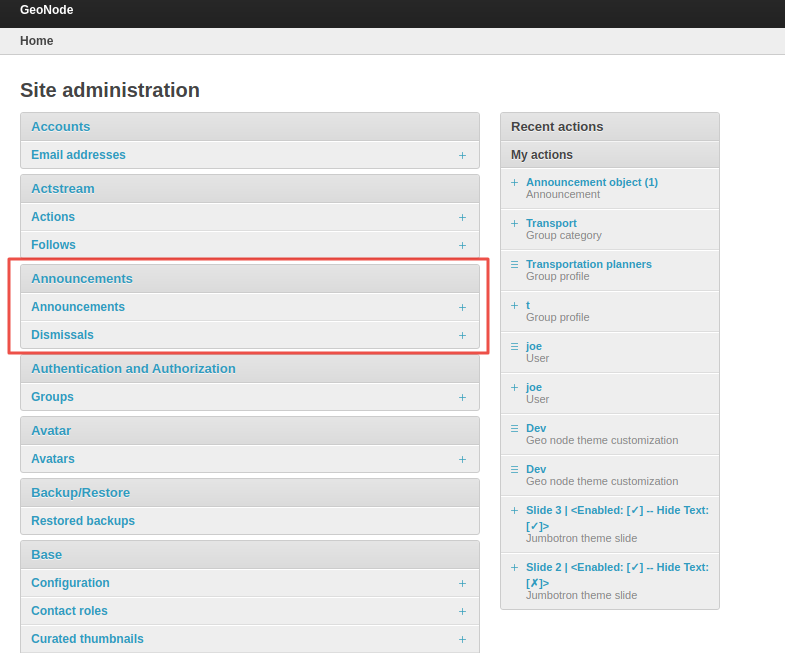 GeoNode
Home
Site administration
Accounts
Email addresses
Actstream
Actions
Follows
Announcements
Announcements
Dismissals
Authentication and Authorization
Groups
Avatar
Avatars
Backup/Restore
Restored backups
Base
Configuration
Contact roles
Curated thumbnails
Recent actions
My actions
Announcement object (1)
Announcement
Transport
Group category
Transportation planners
Group profile
t
Group profile
joe
User
joe
User
Dev
Geo node theme customization
Dev
Geo node theme customization
Slide 3 | <Enabled: [✓] -- Hide Text:
[✓]>
Jumbotron theme slide
Slide 2 | <Enabled: [✓] -- Hide Text:
[✗]>
Jumbotron theme slide